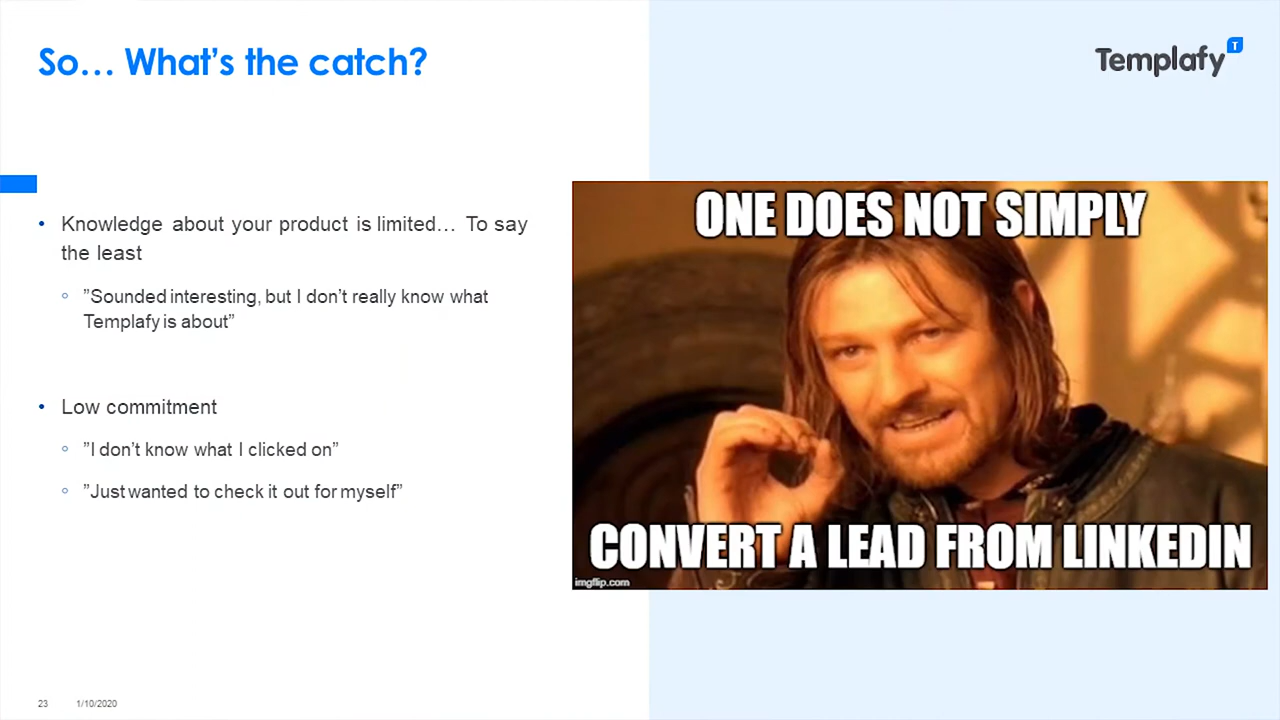 So… What’s the catch?
Templafy
T
• Knowledge about your product is limited… To say
the least
◦ ”Sounded interesting, but I don’t really know what
Templafy is about”
• Low commitment
◦ ”I don’t know what I clicked on”
◦ ”Just wanted to check it out for myself”
ONE DOES NOT SIMPLY
CONVERT A LEAD FROM LINKEDIN
imgflip.com
23 1/10/2020